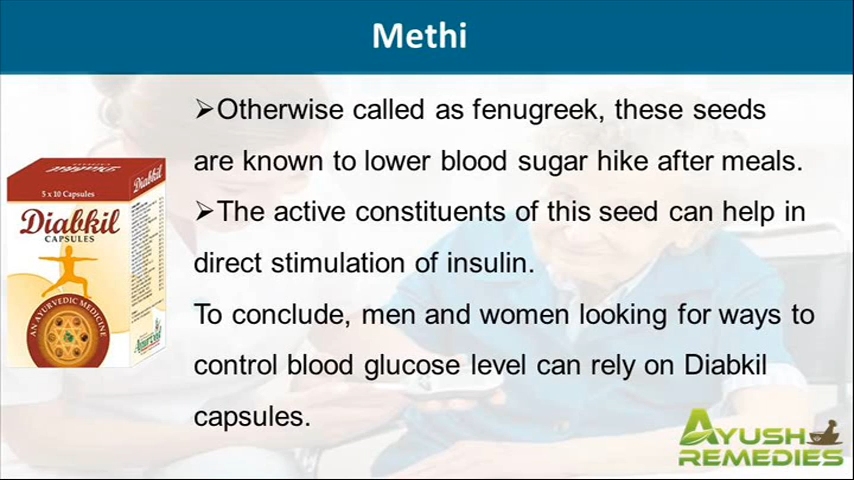 Methi
➢Otherwise called as fenugreek, these seeds
are known to lower blood sugar hike after meals.
➢The active constituents of this seed can help in
direct stimulation of insulin.
To conclude, men and women looking for ways to
control blood glucose level can rely on Diabkil
capsules.
5 x 10 Capsules
Diabkil
CAPSULES
AN AYURVEDIC MEDICINE
Diabkil
AYUSH
REMEDIES